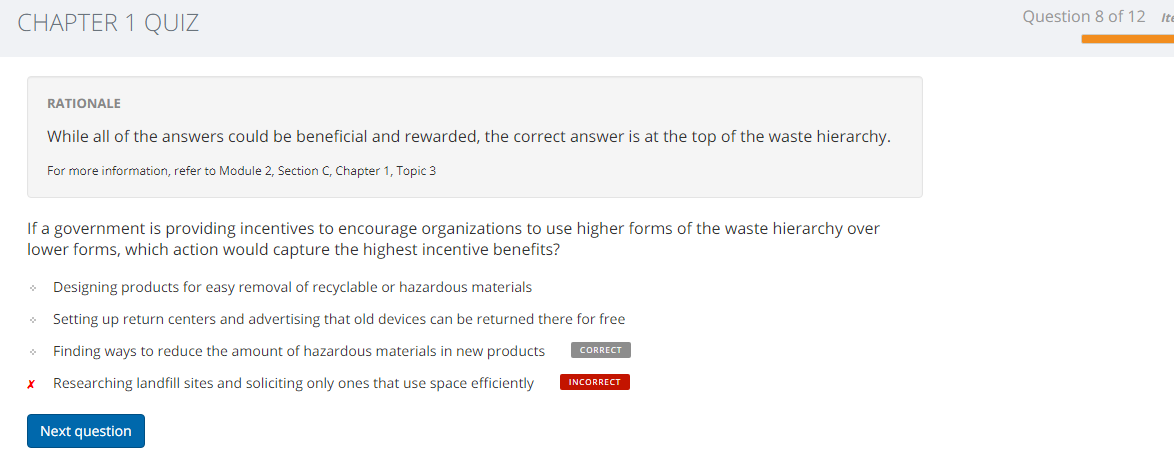 CHAPTER 1 QUIZ
Question 8 of 12
RATIONALE
While all of the answers could be beneficial and rewarded, the correct answer is at the top of the waste hierarchy.
For more information, refer to Module 2, Section C, Chapter 1, Topic 3
If a government is providing incentives to encourage organizations to use higher forms of the waste hierarchy over
lower forms, which action would capture the highest incentive benefits?
Designing products for easy removal of recyclable or hazardous materials
Setting up return centers and advertising that old devices can be returned there for free
Finding ways to reduce the amount of hazardous materials in new products CORRECT
✗ Researching landfill sites and soliciting only ones that use space efficiently INCORRECT
Next question